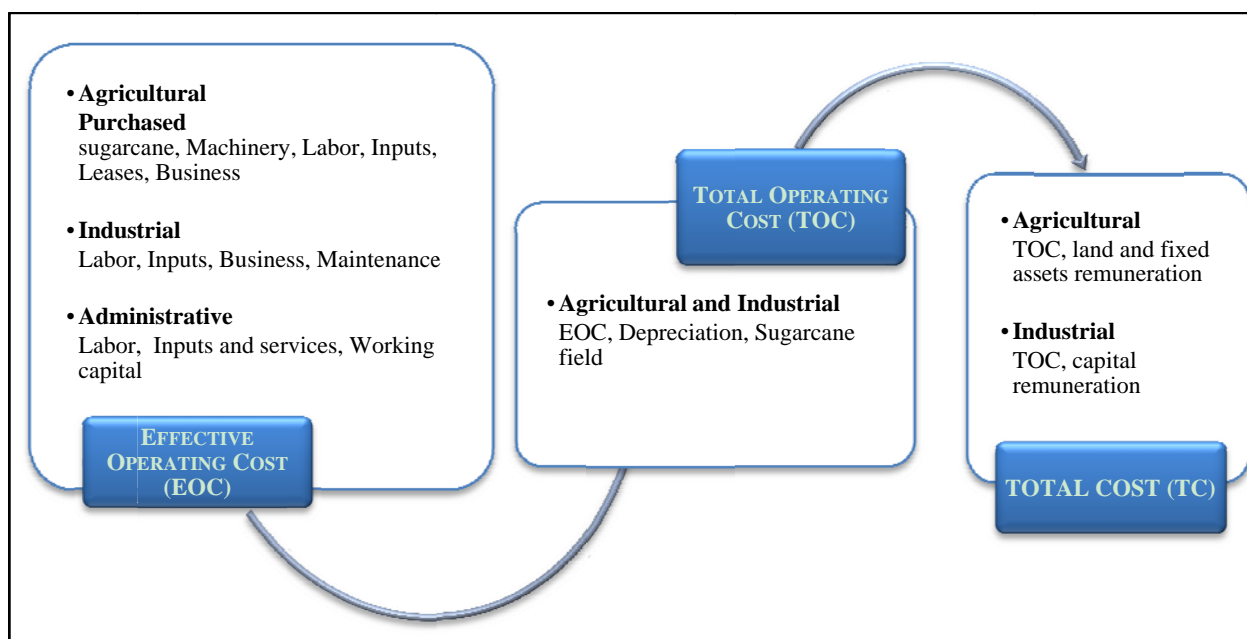 • Agricultural
Purchased
sugarcane, Machinery, Labor, Inputs,
Leases, Business
• Industrial
Labor, Inputs, Business, Maintenance
• Administrative
Labor, Inputs and services, Working
capital
EFFECTIVE
OPERATING COST
(EOC)
TOTAL OPERATING
COST (TOC)
• Agricultural and Industrial
EOC, Depreciation, Sugarcane
field
• Agricultural
TOC, land and fixed
assets remuneration
• Industrial
TOC, capital
remuneration
TOTAL COST (TC)